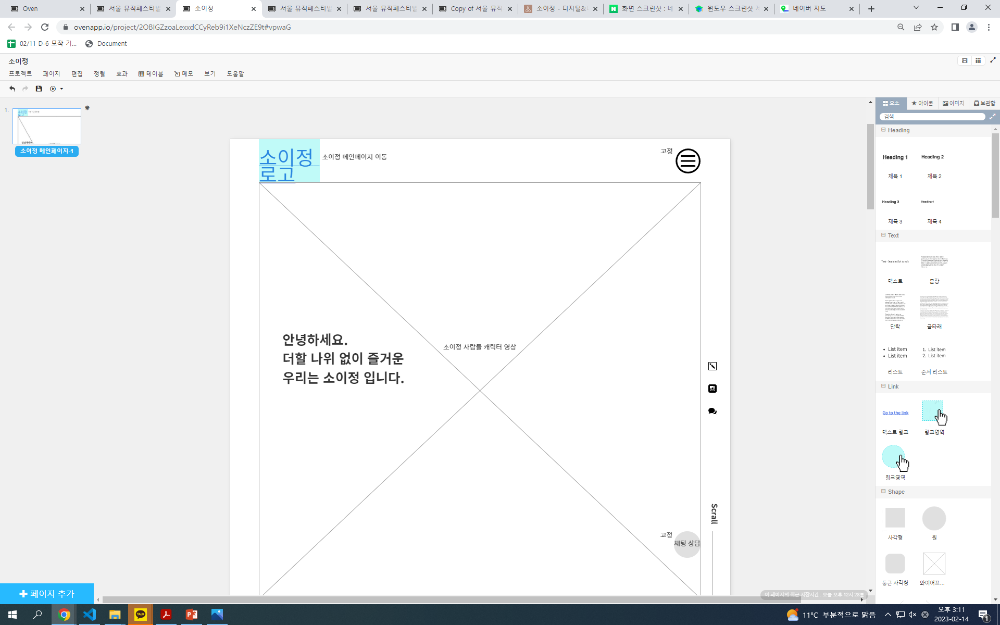 Oven
서울 뮤직페스티벌
소이정
서울 뮤직페스티벌
서울 뮤직페스티벌
Copy of 서울 뮤직
소이정 - 디지털&
화면 스크린샷 : 네
윈도우 스크린샷
네이버 지도
ovenapp.io/project/2OBIGZzoaLexxdCCyReb9i1XeNczZE9t#vpwaG
02/11 D-6 모작 기...
Document
소이정
프로젝트 페이지 편집 정렬 효과 테이블 메모 보기 도움말
1.
소이정 메인페이지-1
페이지 추가
소이정
로고
소이정 메인페이지 이동
고정
안녕하세요.
더할 나위 없이 즐거운
우리는 소이정 입니다.
소이정 사람들 캐릭터 영상
Scrall
고정
채팅 상담
이 페이지의 최근 저장시간 : 오늘 오후 12시 28분
요소 아이콘 이미지 보관함
검색
Heading
Heading 1 Heading 2
제목 1 제목 2
Heading 3 Heading 4
제목 3 제목 4
Text
Text - Double click to edit
텍스트 문장
단락 글타래
• List item
• List item
1. List item
2. List item
리스트 순서 리스트
Link
Go to the link
텍스트 링크 링크영역
링크영역
Shape
사각형 원
둥근 사각형 와이어프...
TALK
11°C 부분적으로 맑음
오후 3:11
2023-02-14
1